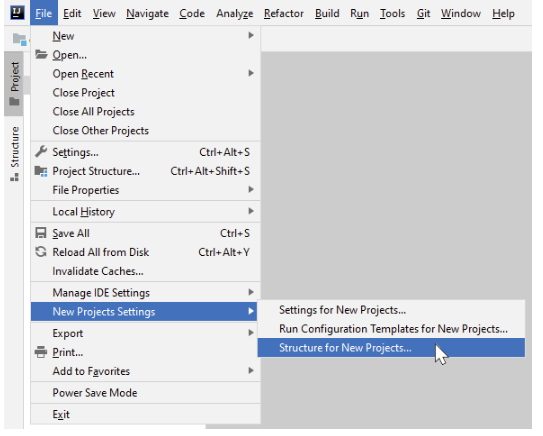 IJ File Edit View Navigate Code Analyze Refactor Build Run Tools Git Window Help
New
Open...
Open Recent
Close Project
Close All Projects
Close Other Projects
Settings... Ctrl+Alt+S
Project Structure... Ctrl+Alt+Shift+S
File Properties
Local History
Save All Ctrl+S
Reload All from Disk Ctrl+Alt+Y
Invalidate Caches...
Manage IDE Settings
New Projects Settings
Export
Print...
Add to Favorites
Power Save Mode
Exit
Settings for New Projects...
Run Configuration Templates for New Projects...
Structure for New Projects...
Project
Structure